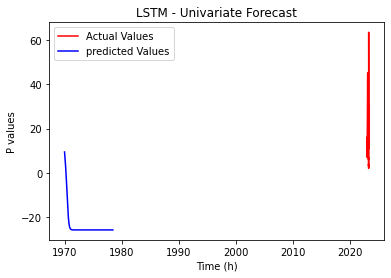 LSTM - Univariate Forecast
Actual Values
predicted Values
P values
60
40
20
0
−20
1970
1980
1990
2000
2010
2020
Time (h)